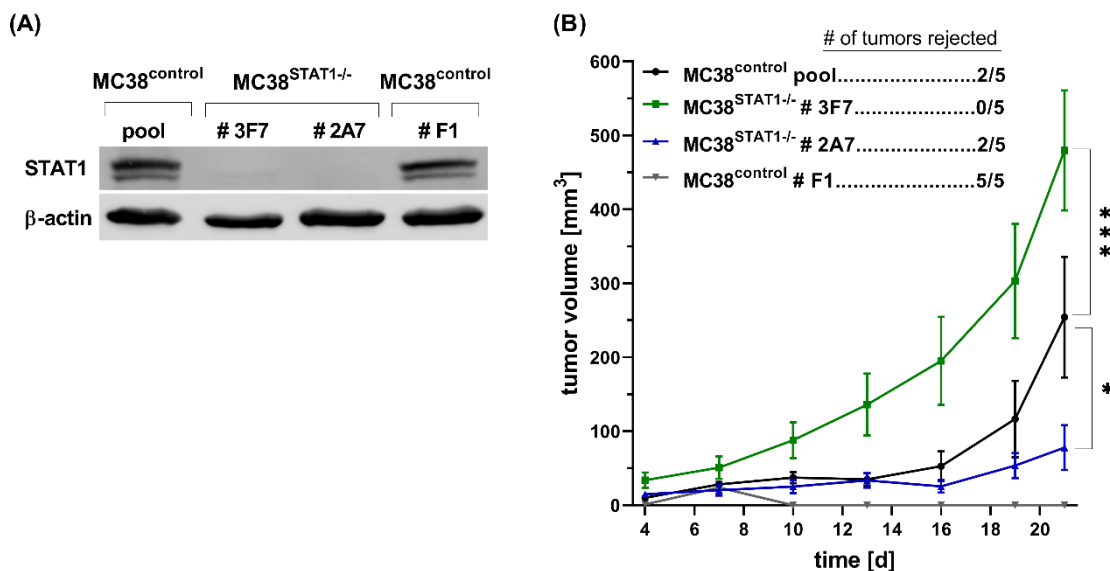 (A)
MC38control MC38STAT1-/- MC38control
pool # 3F7 # 2A7 # F1
STAT1
β-actin
(B)
# of tumors rejected
MC38control pool......................2/5
MC38STAT1-/- # 3F7................0/5
MC38STAT1-/- # 2A7................2/5
MC38control # F1......................5/5
tumor volume [mm3]
600
500
400
300
200
100
0
4 6 8 10 12 14 16 18 20
time [d]
***
*